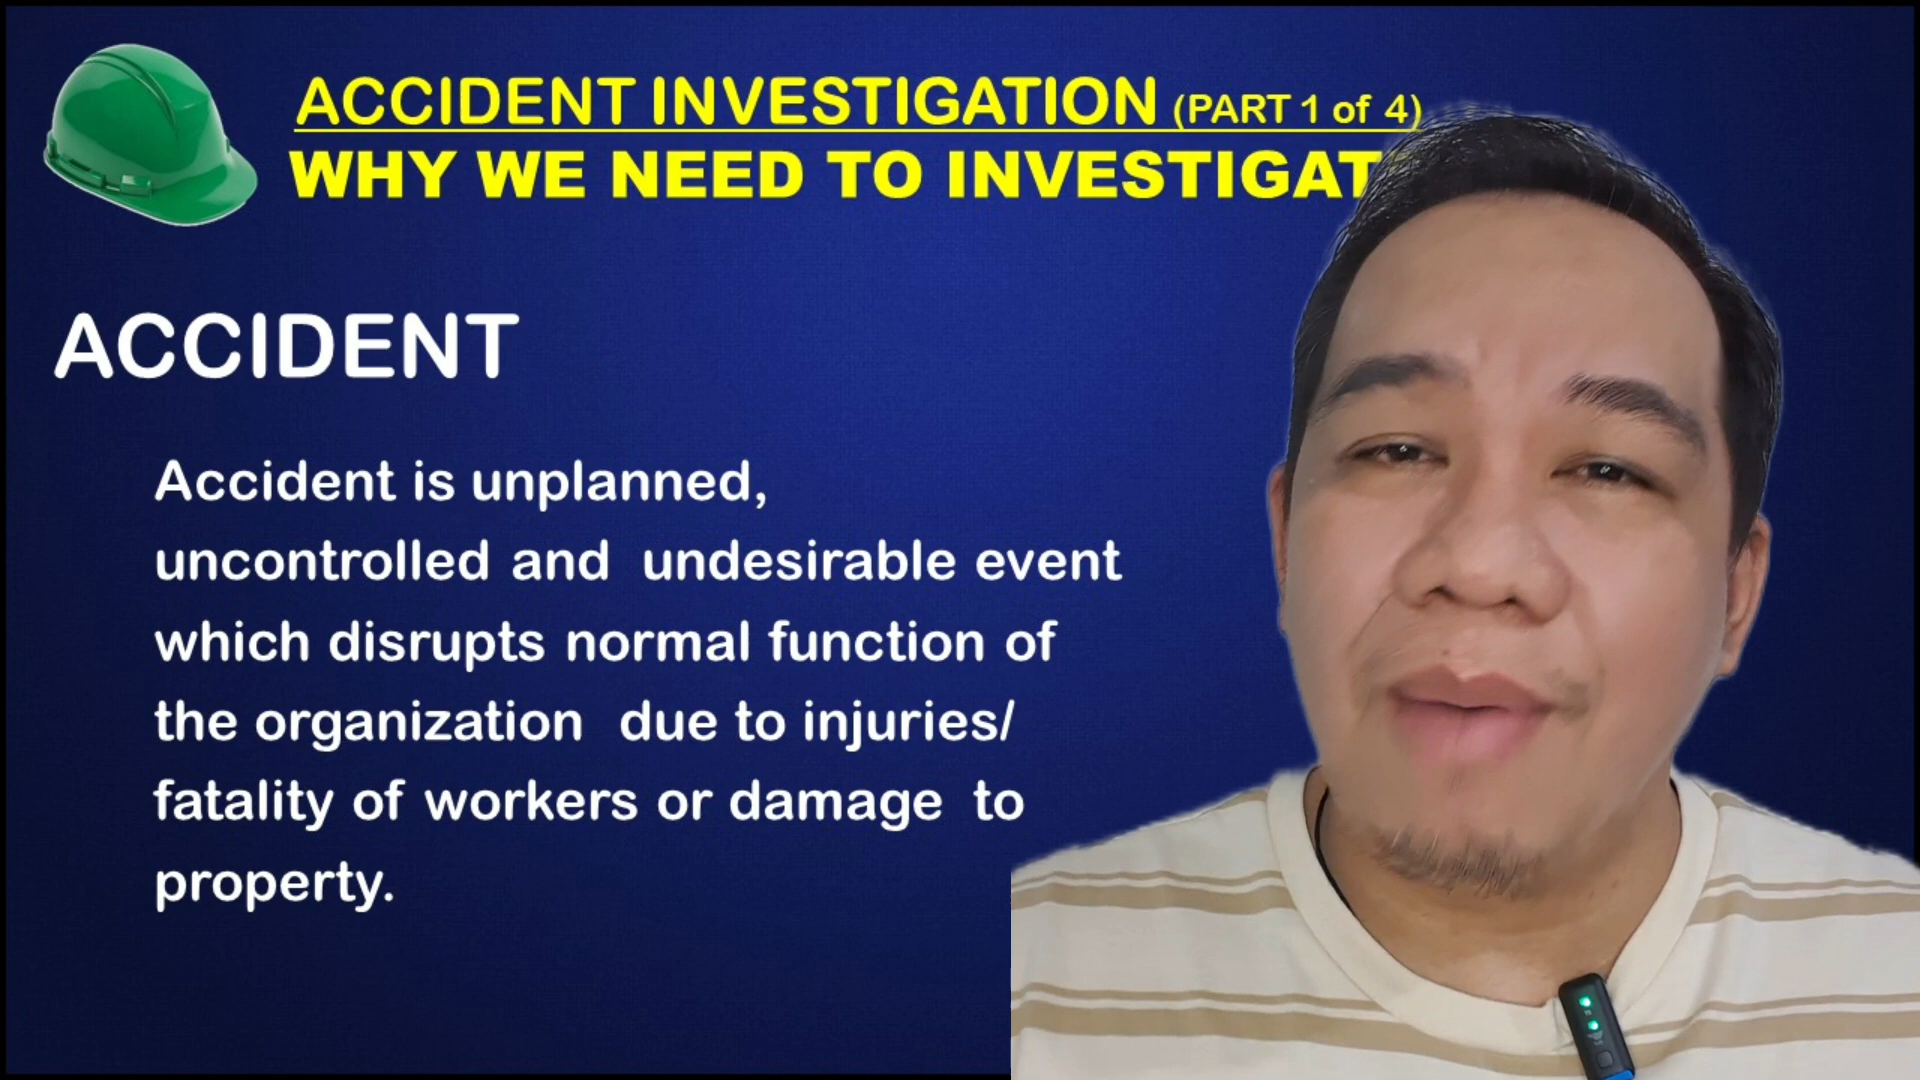 ACCIDENT INVESTIGATION (PART 1 of 4)
WHY WE NEED TO
ACCIDENT
Accident is unplanned,
uncontrolled and undesirable event
which disrupts normal function of
the organization due to injuries/
fatality of workers or damage to
property.